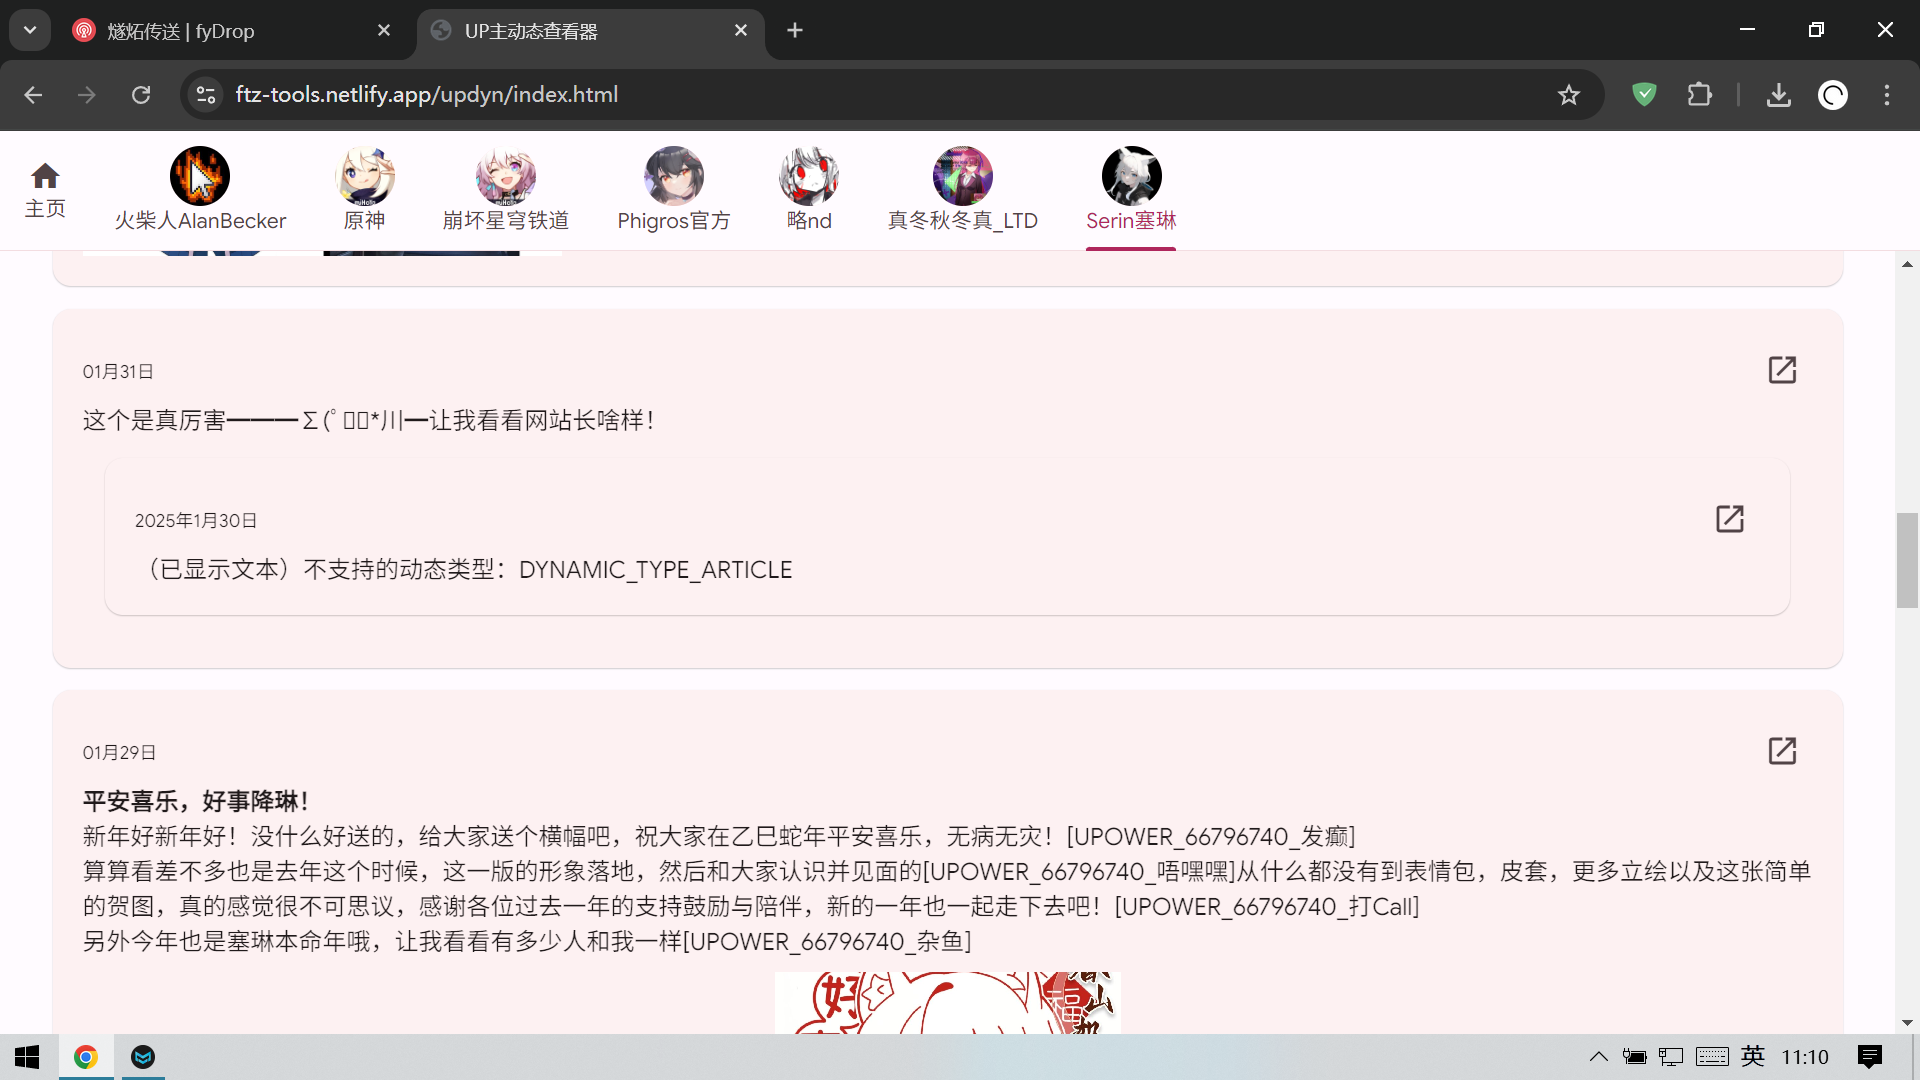 燧炻传送 | fyDrop
UP主动态查看器
ftz-tools.netlify.app/updyn/index.html
主页
火柴人AlanBecker
原神
崩坏星穹铁道
Phigros官方
略nd
真冬秋冬真_LTD
Serin塞琳
01月31日
这个是真厉害━━━∑(ﾟ□□*川━让我看看网站长啥样！
2025年1月30日
（已显示文本）不支持的动态类型：DYNAMIC_TYPE_ARTICLE
01月29日
平安喜乐，好事降琳！
新年好新年好！没什么好送的，给大家送个横幅吧，祝大家在乙巳蛇年平安喜乐，无病无灾！[UPOWER_66796740_发癫]
算算看差不多也是去年这个时候，这一版的形象落地，然后和大家认识并见面的[UPOWER_66796740_唔嘿嘿]从什么都没有到表情包，皮套，更多立绘以及这张简单
的贺图，真的感觉很不可思议，感谢各位过去一年的支持鼓励与陪伴，新的一年也一起走下去吧！[UPOWER_66796740_打Call]
另外今年也是塞琳本命年哦，让我看看有多少人和我一样[UPOWER_66796740_杂鱼]
好
福
山
英
11:10